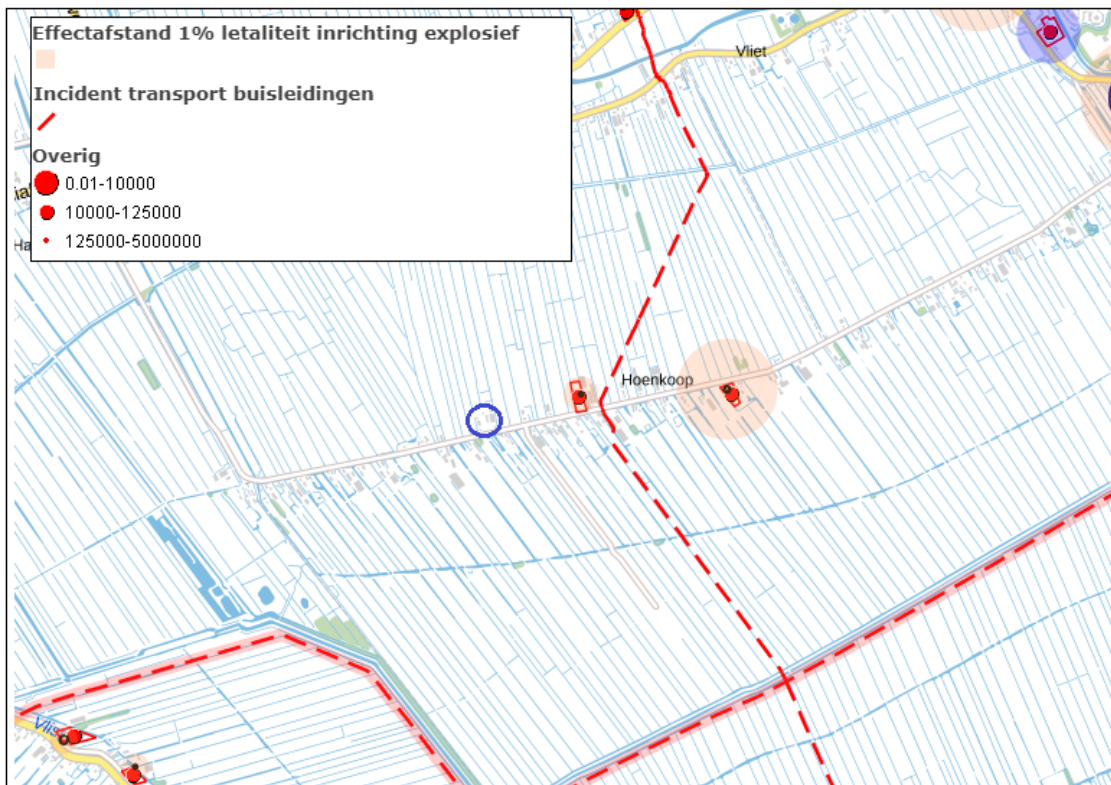 Effectafstand 1% letaliteit inrichting explosief
Incident transport buisleidingen
Overig
0.01-10000
10000-125000
125000-5000000
Vliet
Hoenkoop